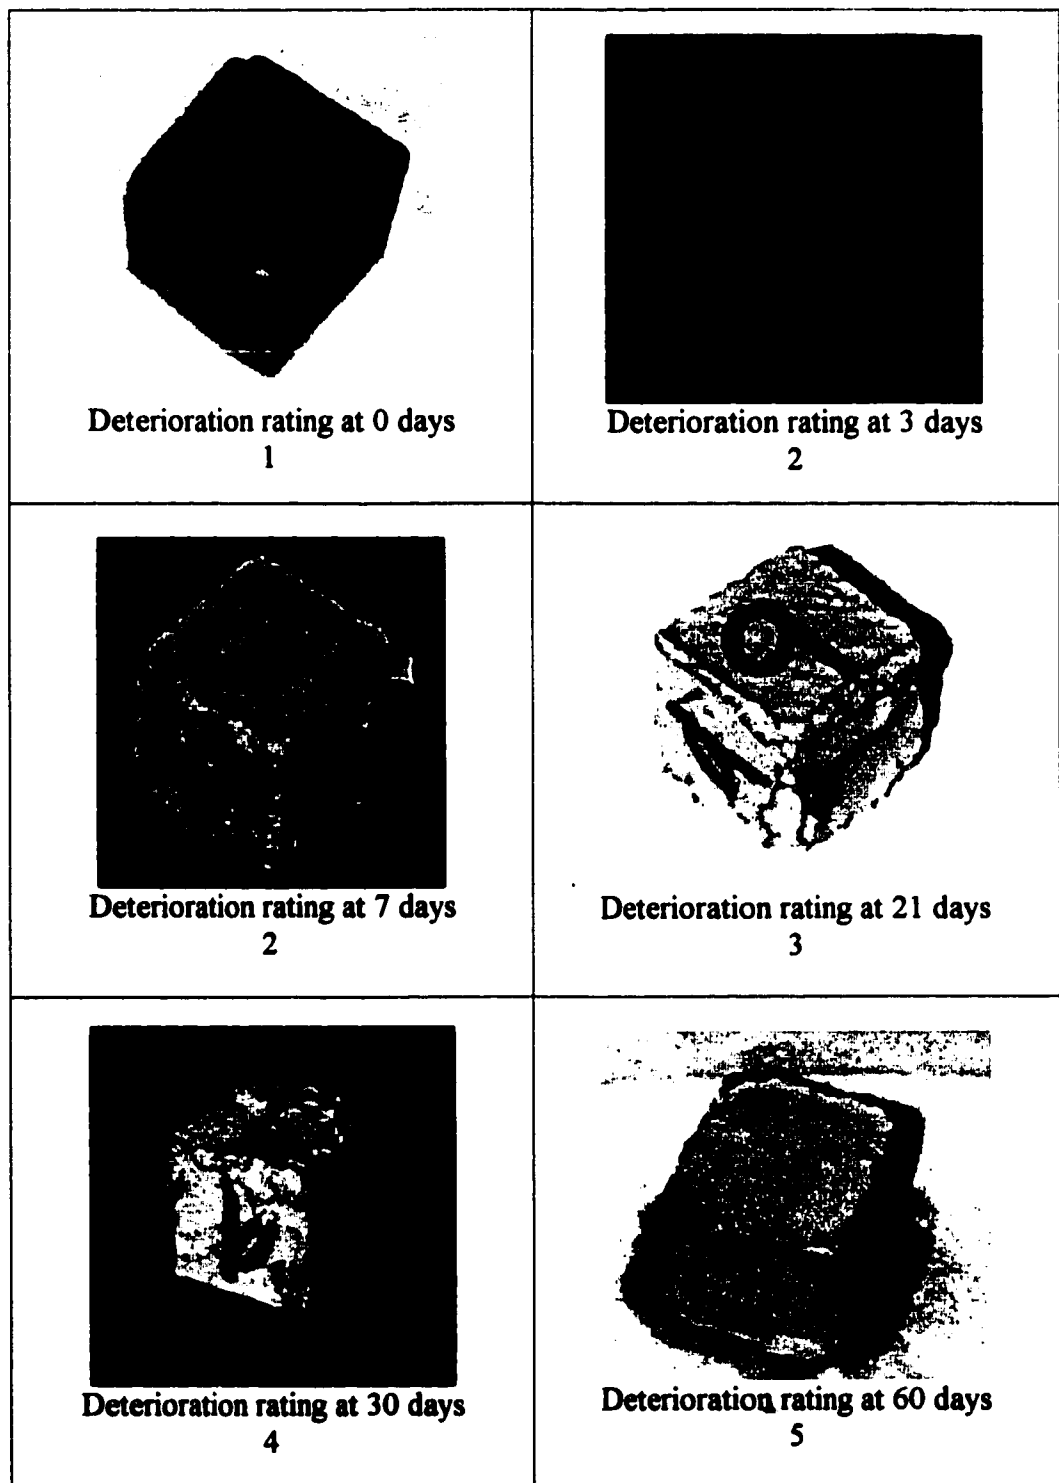 Deterioration rating at 0 days
1
Deterioration rating at 3 days
2
Deterioration rating at 7 days
2
Deterioration rating at 21 days
3
Deterioration rating at 30 days
4
Deterioration rating at 60 days
5